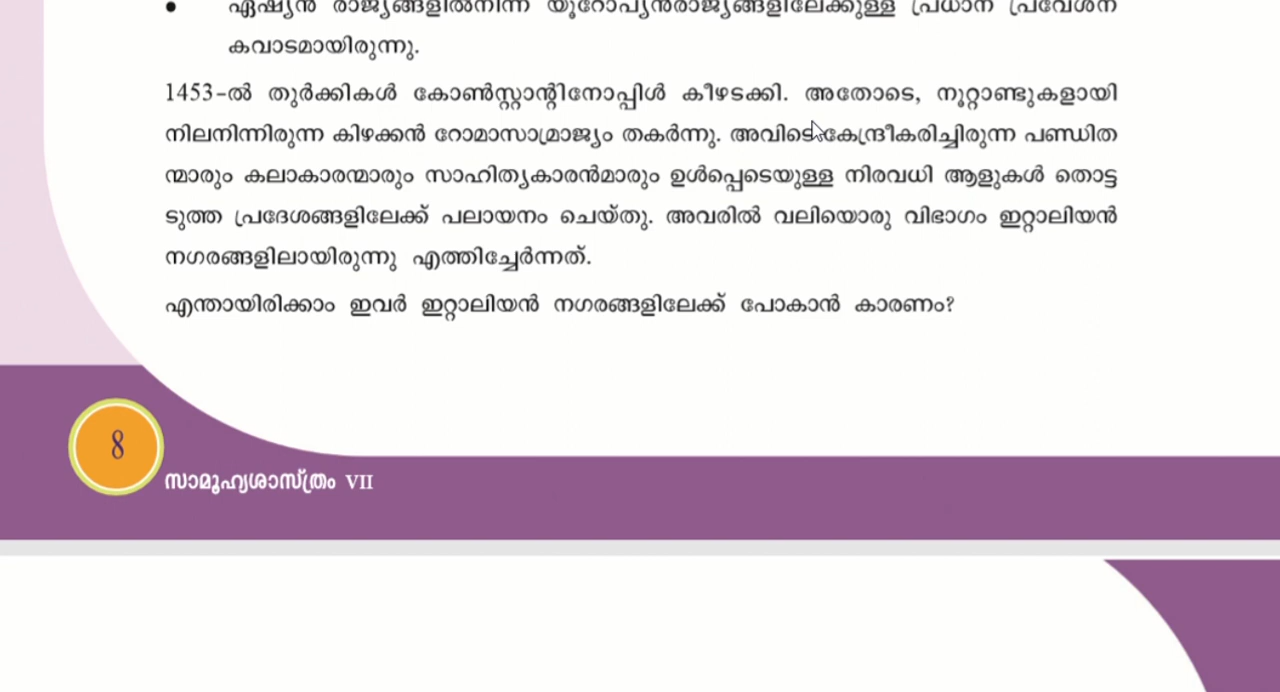 • ഏഷ്യൻ രാജ്യങ്ങളിൽനിന്ന് യൂറോപ്യൻരാജ്യങ്ങളിലേക്കുള്ള പ്രധാന പ്രവേശന
കവാടമായിരുന്നു.
1453-ൽ തുർക്കികൾ കോൺസ്റ്റാന്റിനോപ്പിൾ കീഴടക്കി. അതോടെ, നൂറ്റാണ്ടുകളായി
നിലനിന്നിരുന്ന കിഴക്കൻ റോമാസാമ്രാജ്യം തകർന്നു. അവിടെ കേന്ദ്രീകരിച്ചിരുന്ന പണ്ഡിത
ന്മാരും കലാകാരന്മാരും സാഹിത്യകാരൻമാരും ഉൾപ്പെടെയുള്ള നിരവധി ആളുകൾ തൊട്ട
ടുത്ത പ്രദേശങ്ങളിലേക്ക് പലായനം ചെയ്തു. അവരിൽ വലിയൊരു വിഭാഗം ഇറ്റാലിയൻ
നഗരങ്ങളിലായിരുന്നു എത്തിച്ചേർന്നത്.
എന്തായിരിക്കാം ഇവർ ഇറ്റാലിയൻ നഗരങ്ങളിലേക്ക് പോകാൻ കാരണം?
8
സാമൂഹ്യശാസ്ത്രം VII